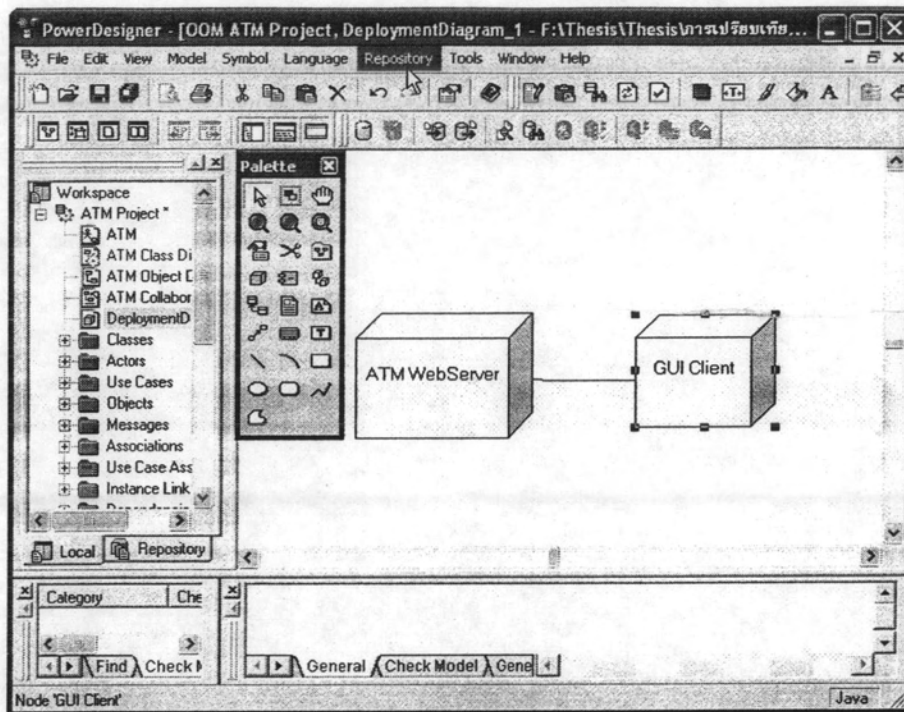 PowerDesigner - [OOM ATM Project, DeploymentDiagram_1 - F:\Thesis\Thesis\การเปรียบเทีย...
File Edit View Model Symbol Language Repository Tools Window Help
Palette
Workspace
ATM Project *
ATM
ATM Class Di
ATM Object D
ATM Collabor
DeploymentD
Classes
Actors
Use Cases
Objects
Messages
Associations
Use Case Ass
Instance Link
Local Repository
ATM WebServer
GUI Client
Category Che
Find Check M
General Check Model Gene
Node 'GUI Client'
Java